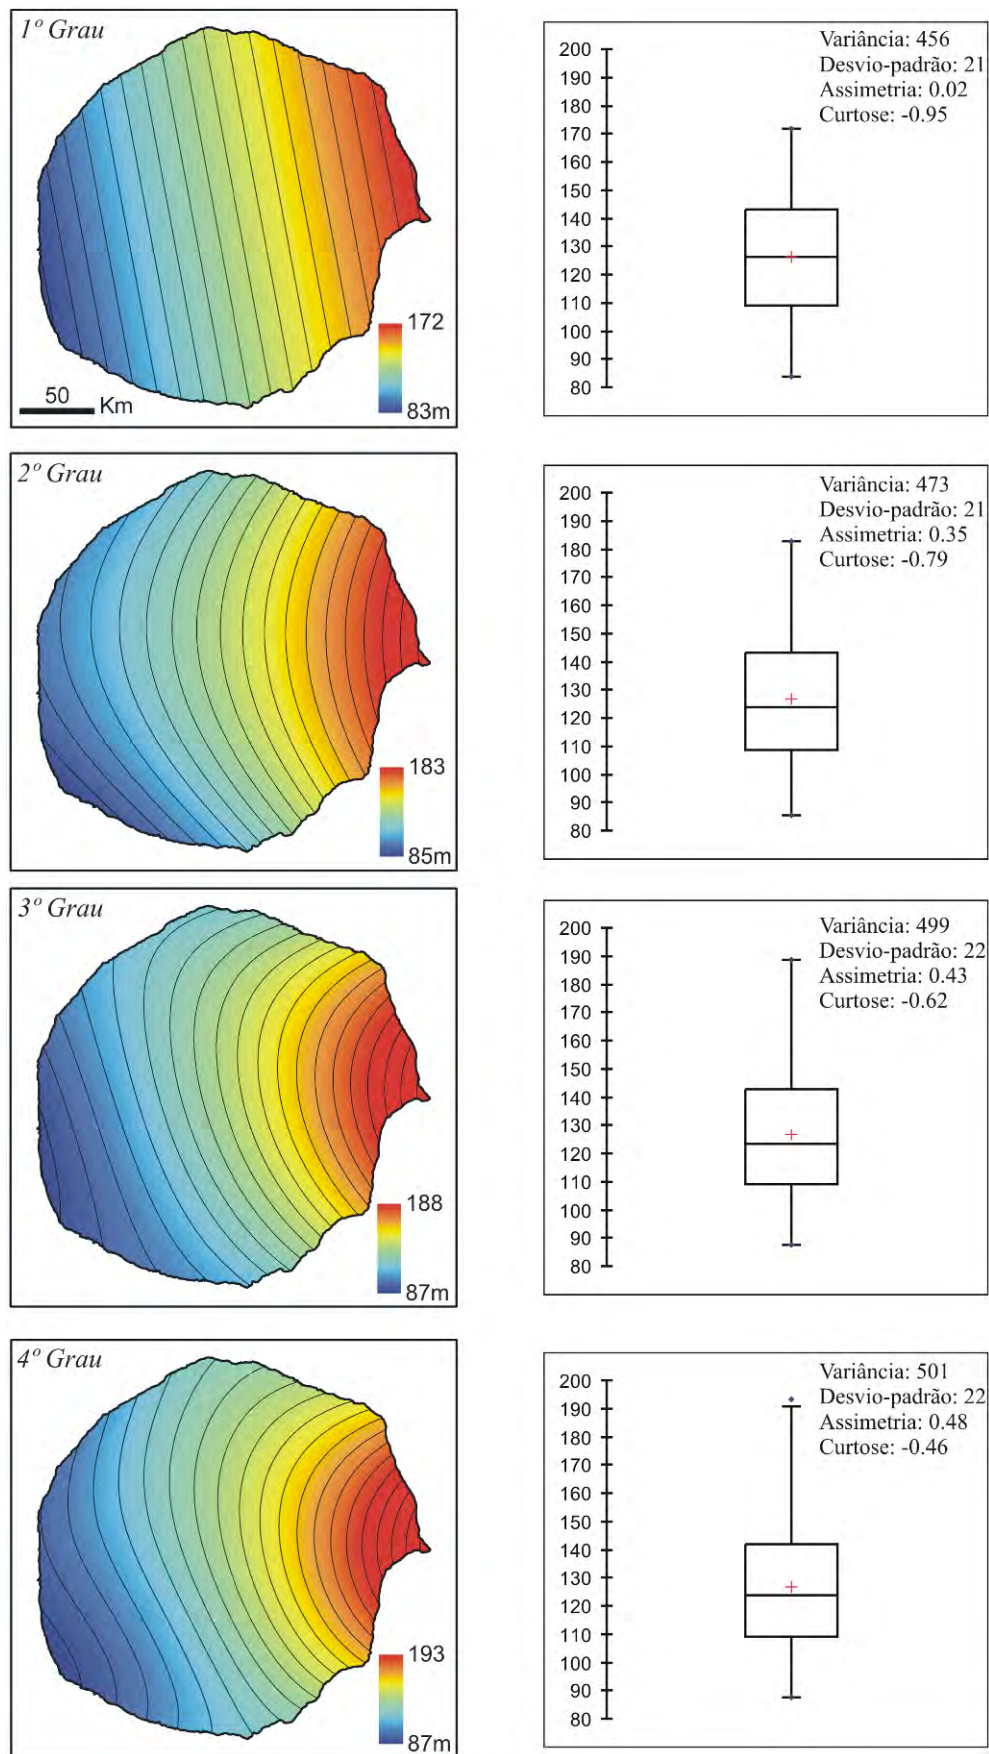 1º Grau
172
50
Km
83m
Variância: 456
Desvio-padrão: 21
Assimetria: 0.02
Curtose: -0.95
200
190
180
170
160
150
140
130
120
110
100
90
80
2º Grau
183
85m
Variância: 473
Desvio-padrão: 21
Assimetria: 0.35
Curtose: -0.79
200
190
180
170
160
150
140
130
120
110
100
90
80
3º Grau
188
87m
Variância: 499
Desvio-padrão: 22
Assimetria: 0.43
Curtose: -0.62
200
190
180
170
160
150
140
130
120
110
100
90
80
4º Grau
193
87m
Variância: 501
Desvio-padrão: 22
Assimetria: 0.48
Curtose: -0.46
200
190
180
170
160
150
140
130
120
110
100
90
80